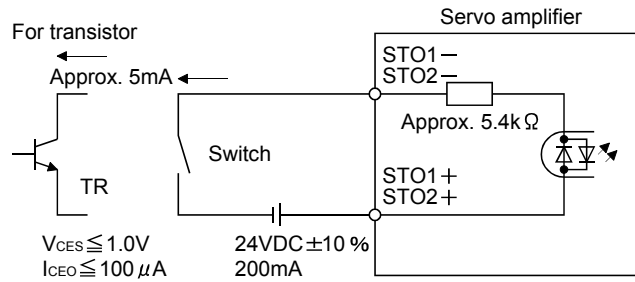 Servo amplifier
For transistor
Approx. 5mA
STO1－
STO2－
Approx. 5.4kΩ
Switch
TR
STO1＋
STO2＋
VCES≦1.0V
ICEO≦100μA
24VDC±10 %
200mA